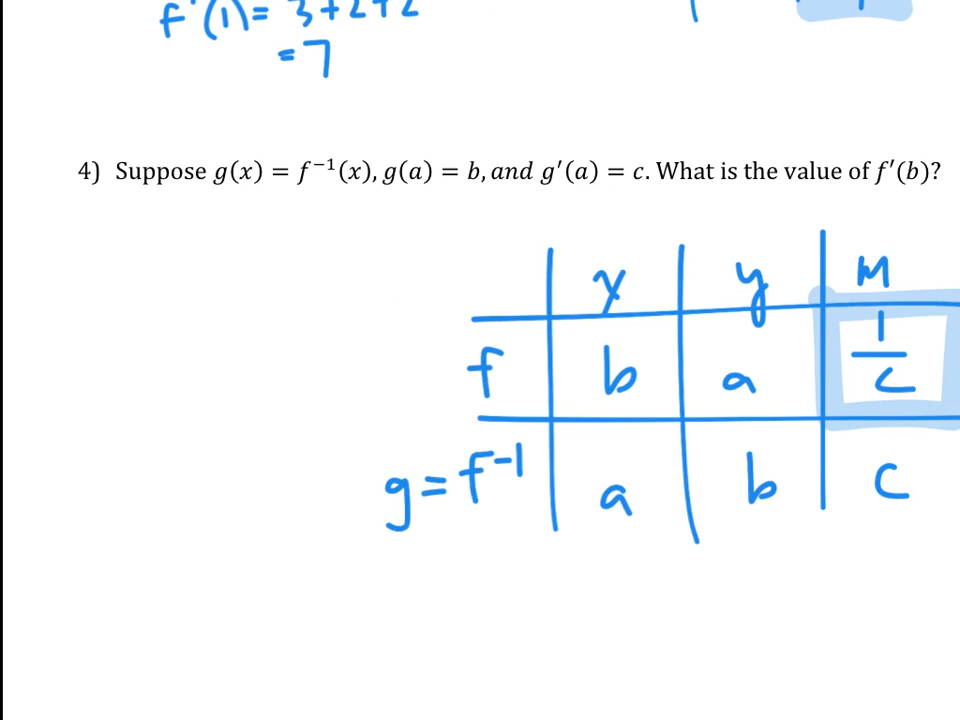 f'(1) = 3+2+2
= 7
4) Suppose g(x) = f⁻¹(x), g(a) = b, and g′(a) = c. What is the value of f′(b)?
x y M
f b a 1/c
g = f⁻¹ a b c